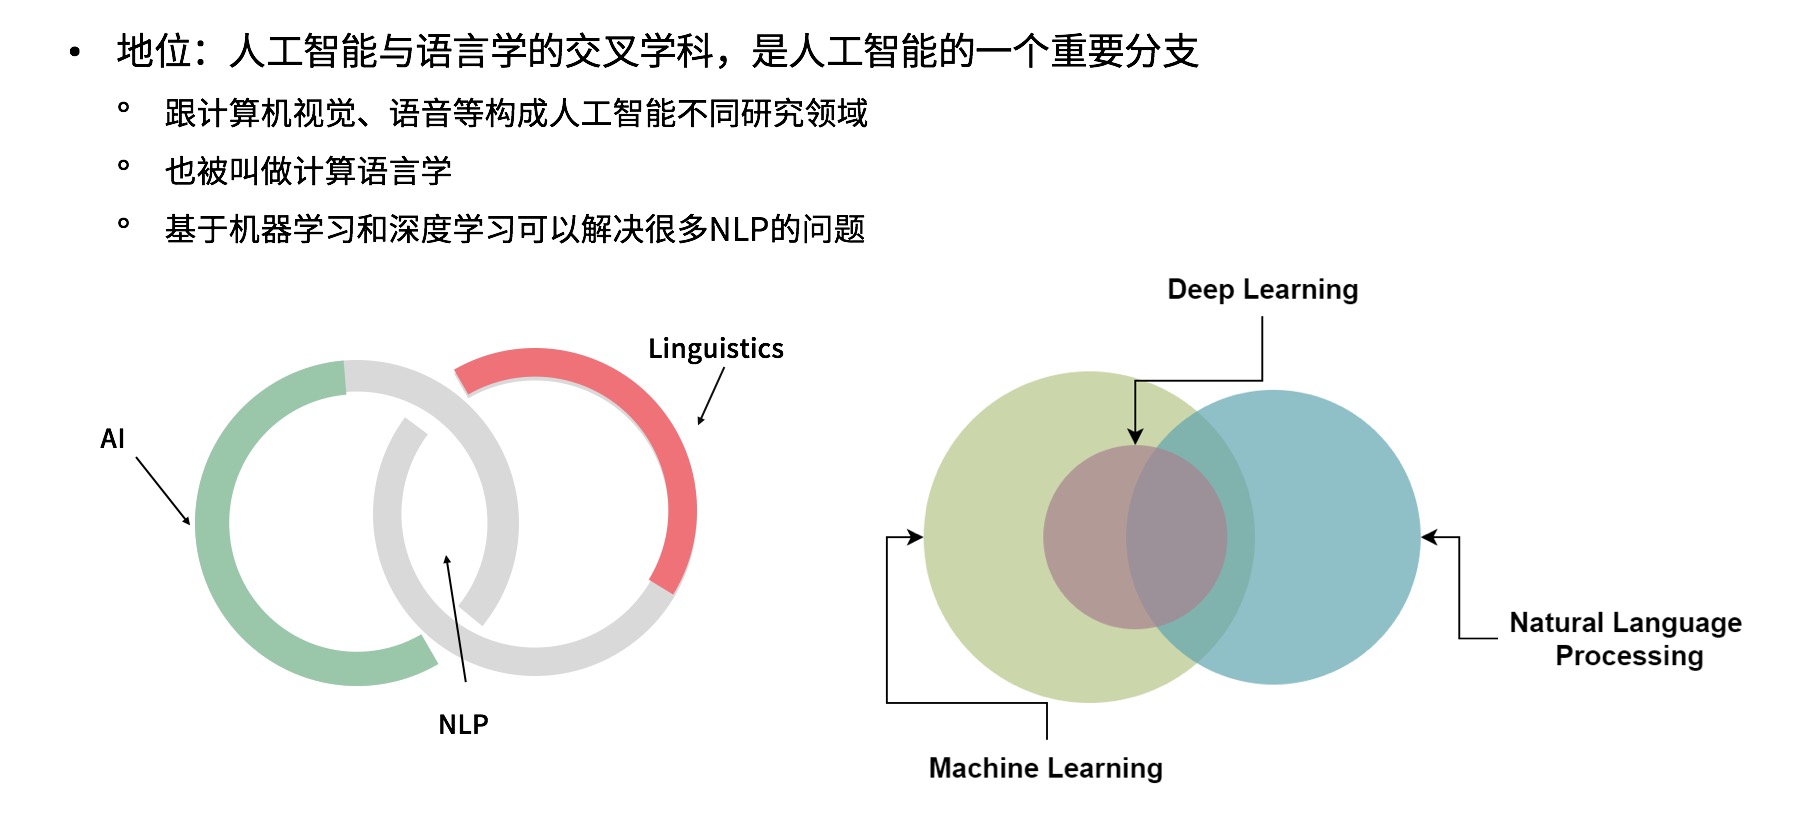 • 地位：人工智能与语言学的交叉学科，是人工智能的一个重要分支
° 跟计算机视觉、语音等构成人工智能不同研究领域
° 也被叫做计算语言学
° 基于机器学习和深度学习可以解决很多NLP的问题
Deep Learning
Linguistics
AI
Natural Language
Processing
NLP
Machine Learning